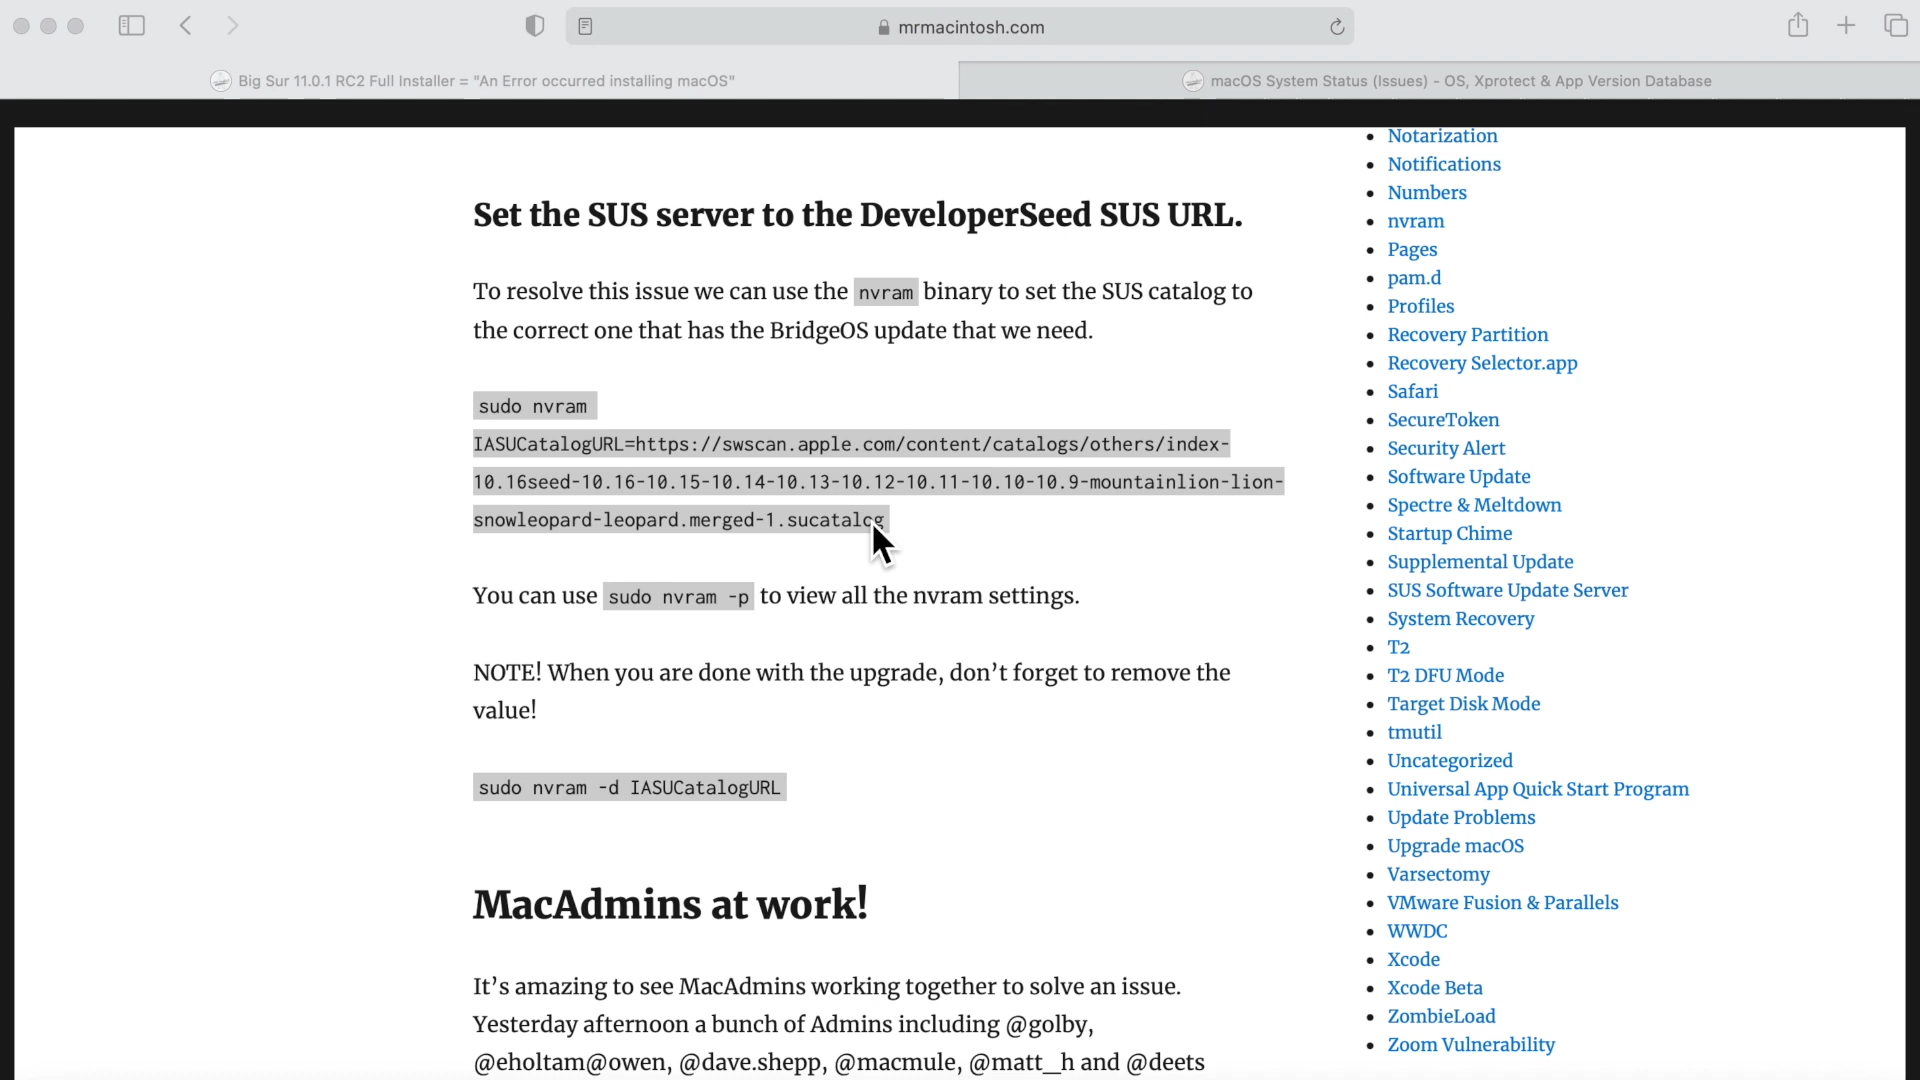 mrmacintosh.com
Big Sur 11.0.1 RC2 Full Installer = "An Error occurred installing macOS"
macOS System Status (Issues) - OS, Xprotect & App Version Database
Set the SUS server to the DeveloperSeed SUS URL.
To resolve this issue we can use the nvram binary to set the SUS catalog to
the correct one that has the BridgeOS update that we need.
sudo nvram
IASUCatalogURL=https://swscan.apple.com/content/catalogs/others/index-
10.16seed-10.16-10.15-10.14-10.13-10.12-10.11-10.10-10.9-mountainlion-lion-
snowleopard-leopard.merged-1.sucatalog
You can use sudo nvram -p to view all the nvram settings.
NOTE! When you are done with the upgrade, don’t forget to remove the
value!
sudo nvram -d IASUCatalogURL
MacAdmins at work!
It’s amazing to see MacAdmins working together to solve an issue.
Yesterday afternoon a bunch of Admins including @golby,
@eholtam@owen, @dave.shepp, @macmule, @matt_h and @deets
Notarization
Notifications
Numbers
nvram
Pages
pam.d
Profiles
Recovery Partition
Recovery Selector.app
Safari
SecureToken
Security Alert
Software Update
Spectre & Meltdown
Startup Chime
Supplemental Update
SUS Software Update Server
System Recovery
T2
T2 DFU Mode
Target Disk Mode
tmutil
Uncategorized
Universal App Quick Start Program
Update Problems
Upgrade macOS
Varsectomy
VMware Fusion & Parallels
WWDC
Xcode
Xcode Beta
ZombieLoad
Zoom Vulnerability